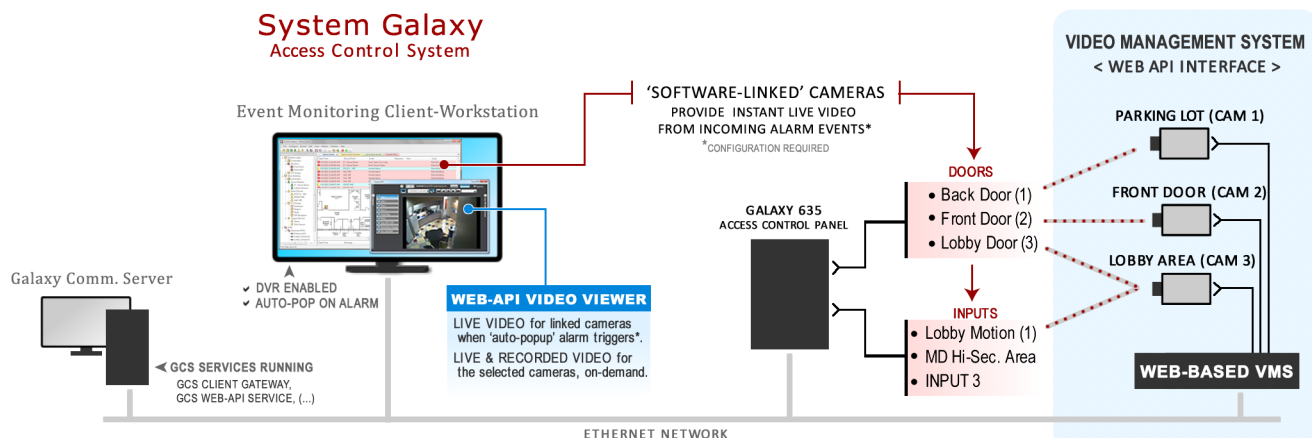 System Galaxy
Access Control System
Event Monitoring Client-Workstation
‘SOFTWARE-LINKED’ CAMERAS
PROVIDE INSTANT LIVE VIDEO
FROM INCOMING ALARM EVENTS*
*CONFIGURATION REQUIRED
VIDEO MANAGEMENT SYSTEM
< WEB API INTERFACE >
PARKING LOT (CAM 1)
FRONT DOOR (CAM 2)
LOBBY AREA (CAM 3)
DOORS
• Back Door (1)
• Front Door (2)
• Lobby Door (3)
GALAXY 635
ACCESS CONTROL PANEL
INPUTS
• Lobby Motion (1)
• MD Hi-Sec. Area
• INPUT 3
WEB-BASED VMS
Galaxy Comm. Server
✓ DVR ENABLED
✓ AUTO-POP ON ALARM
WEB-API VIDEO VIEWER
LIVE VIDEO for linked cameras
when ‘auto-popup’ alarm triggers*.
LIVE & RECORDED VIDEO for
the selected cameras, on-demand.
GCS SERVICES RUNNING
GCS CLIENT GATEWAY,
GCS WEB-API SERVICE, (...)
ETHERNET NETWORK